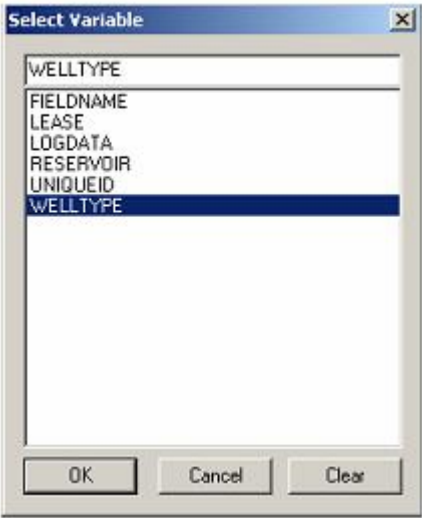 Select Variable
WELLTYPE
FIELDNAME
LEASE
LOGDATA
RESERVOIR
UNIQUEID
WELLTYPE
OK Cancel Clear